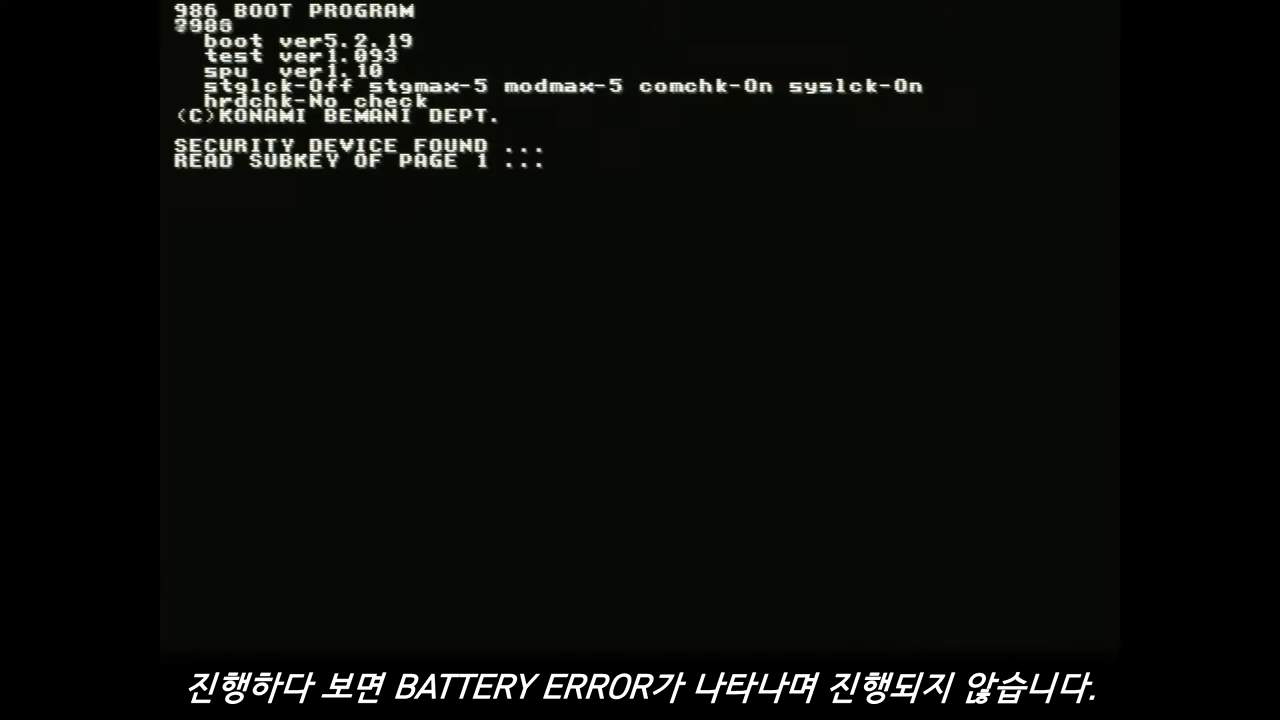 986 BOOT PROGRAM
boot ver5.2.19
test ver1.093
spu ver1.10
stglck-Off stgmax-5 modmax-5 comchk-On syslck-On
hrdchk-No check
(C)KONAMI BEMANI DEPT.
SECURITY DEVICE FOUND ...
READ SUBKEY OF PAGE 1 ...
진행하다 보면 BATTERY ERROR가 나타나며 진행되지 않습니다.